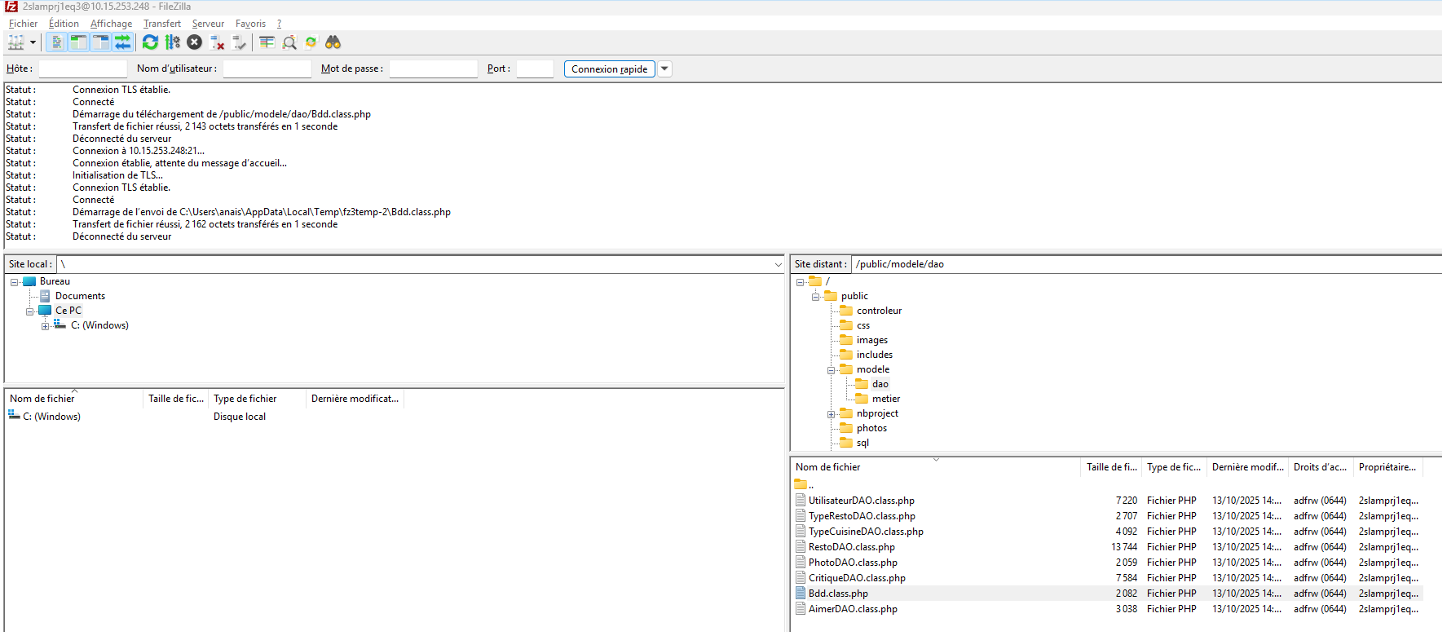 2slamprj1eq3@10.15.253.248 - FileZilla
Fichier Édition Affichage Transfert Serveur Favoris ?
Hôte : Nom d'utilisateur : Mot de passe : Port : Connexion rapide
Statut : Connexion TLS établie.
Statut : Connecté
Statut : Démarrage du téléchargement de /public/modele/dao/Bdd.class.php
Statut : Transfert de fichier réussi, 2 143 octets transférés en 1 seconde
Statut : Déconnecté du serveur
Statut : Connexion à 10.15.253.248:21...
Statut : Connexion établie, attente du message d'accueil...
Statut : Initialisation de TLS...
Statut : Connexion TLS établie.
Statut : Connecté
Statut : Démarrage de l'envoi de C:\Users\anais\AppData\Local\Temp\fz3temp-2\Bdd.class.php
Statut : Transfert de fichier réussi, 2 162 octets transférés en 1 seconde
Statut : Déconnecté du serveur
Site local : \
Bureau
Documents
Ce PC
C: (Windows)
Nom de fichier Taille de fic... Type de fichier Dernière modificat...
C: (Windows) Disque local
Site distant : /public/modele/dao
/
public
controleur
css
images
includes
modele
dao
metier
nbproject
photos
sql
Nom de fichier Taille de fi... Type de fic... Dernière modif... Droits d'ac... Propriétaire...
..
UtilisateurDAO.class.php 7 220 Fichier PHP 13/10/2025 14:... adfrw (0644) 2slamprj1eq...
TypeRestoDAO.class.php 2 707 Fichier PHP 13/10/2025 14:... adfrw (0644) 2slamprj1eq...
TypeCuisineDAO.class.php 4 092 Fichier PHP 13/10/2025 14:... adfrw (0644) 2slamprj1eq...
RestoDAO.class.php 13 744 Fichier PHP 13/10/2025 14:... adfrw (0644) 2slamprj1eq...
PhotoDAO.class.php 2 059 Fichier PHP 13/10/2025 14:... adfrw (0644) 2slamprj1eq...
CritiqueDAO.class.php 7 584 Fichier PHP 13/10/2025 14:... adfrw (0644) 2slamprj1eq...
Bdd.class.php 2 082 Fichier PHP 13/10/2025 14:... adfrw (0644) 2slamprj1eq...
AimerDAO.class.php 3 038 Fichier PHP 13/10/2025 14:... adfrw (0644) 2slamprj1eq...